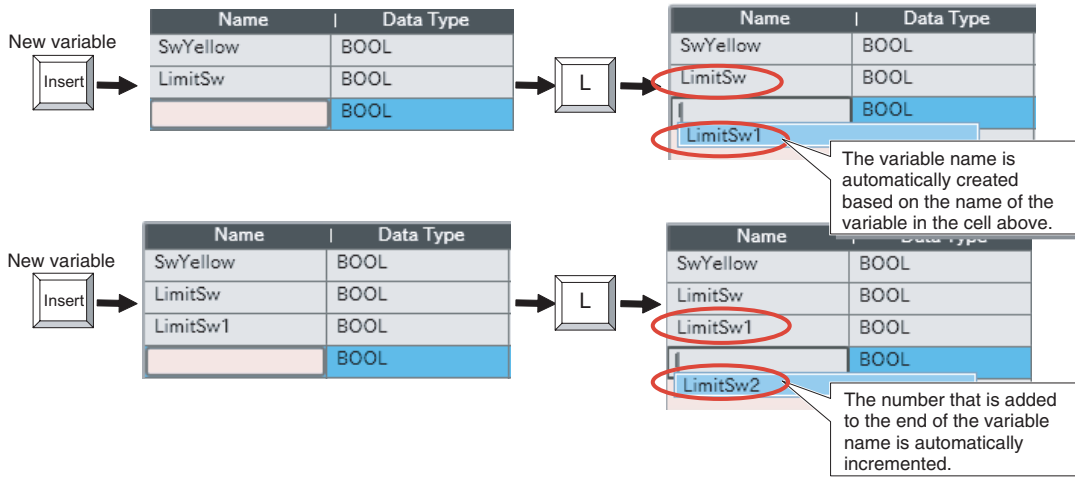 New variable
Insert
Name | Data Type
SwYellow BOOL
LimitSw BOOL
BOOL
L
Name | Data Type
SwYellow BOOL
LimitSw BOOL
BOOL
LimitSw1
The variable name is
automatically created
based on the name of the
variable in the cell above.
New variable
Insert
Name | Data Type
SwYellow BOOL
LimitSw BOOL
LimitSw1 BOOL
BOOL
L
Name | Data Type
SwYellow BOOL
LimitSw BOOL
LimitSw1 BOOL
BOOL
LimitSw2
The number that is added
to the end of the variable
name is automatically
incremented.